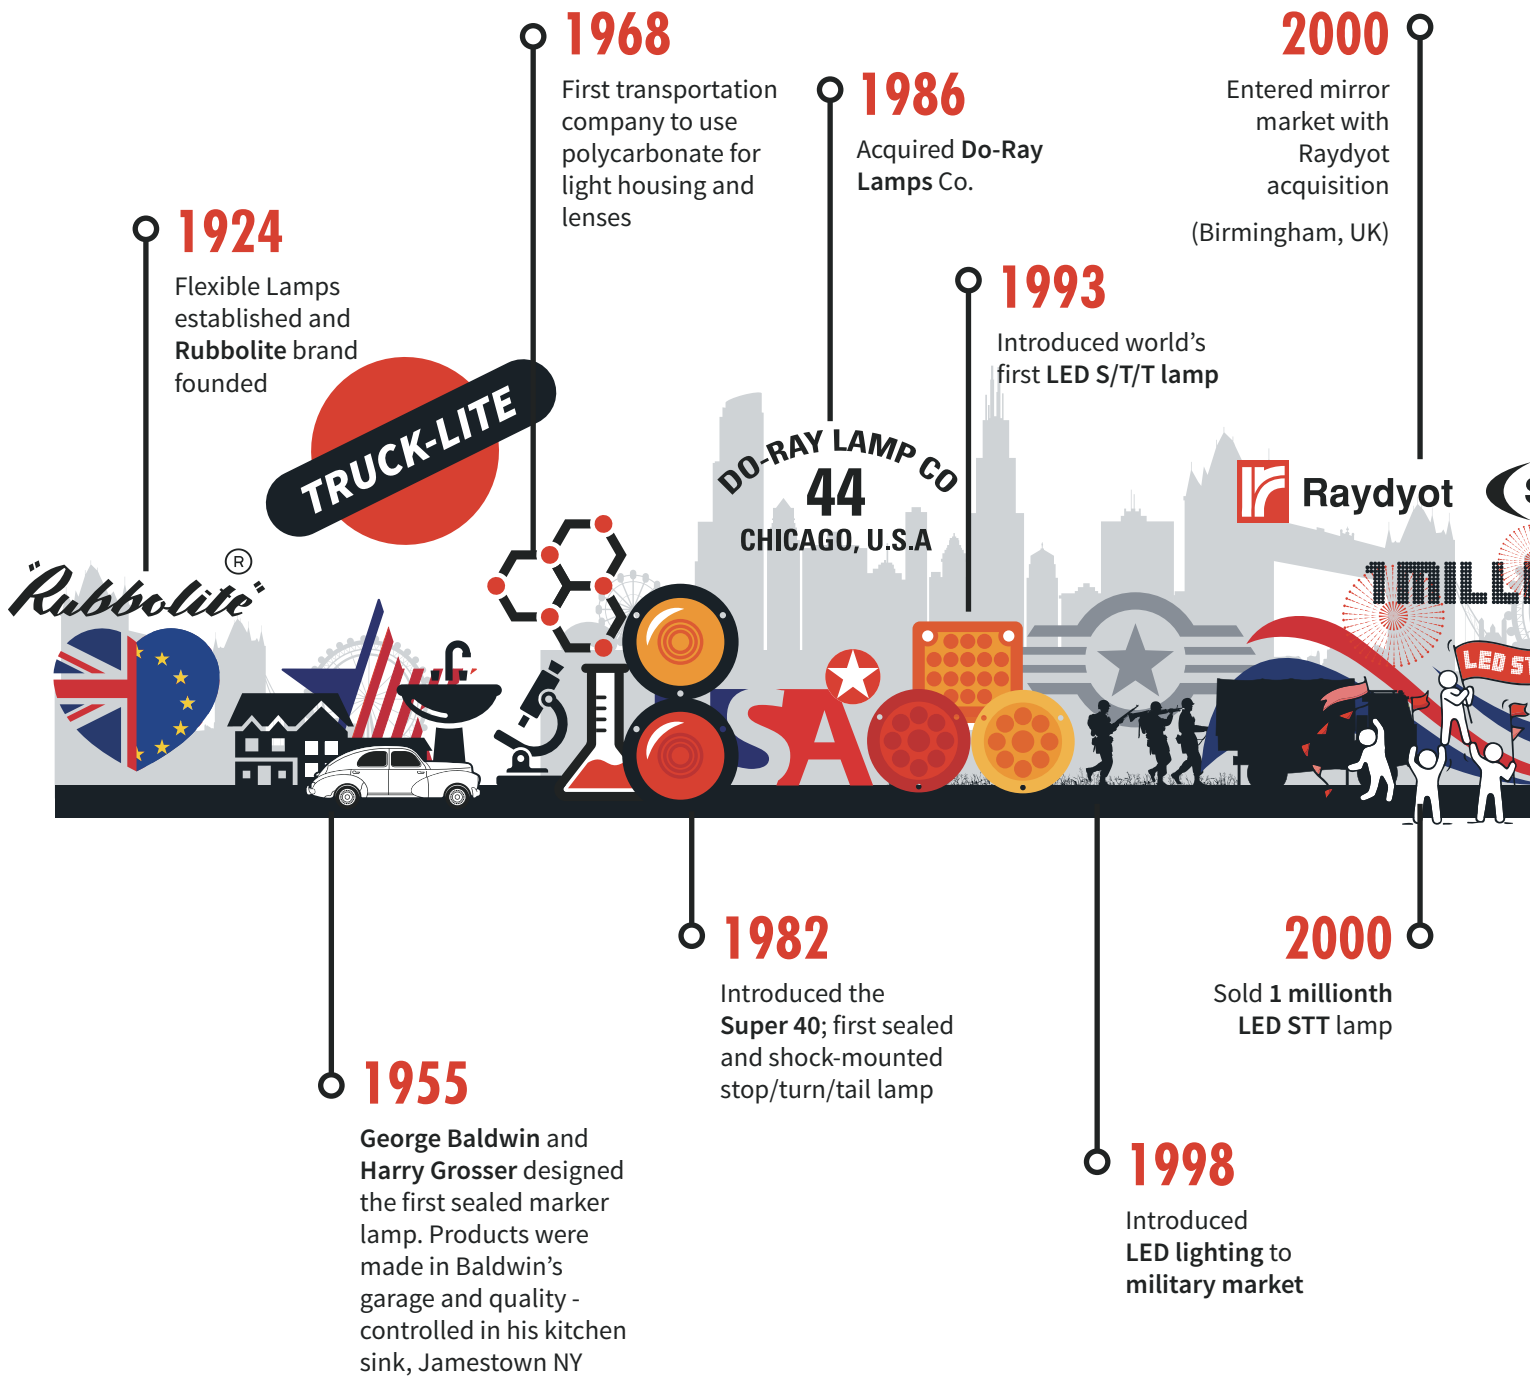 1968
First transportation
company to use
polycarbonate for
light housing and
lenses
1986
Acquired Do-Ray
Lamps Co.
2000
Entered mirror
market with
Raydyot
acquisition
(Birmingham, UK)
1924
Flexible Lamps
established and
Rubbolite brand
founded
1993
Introduced world's
first LED S/T/T lamp
TRUCK-LITE
DO-RAY LAMP CO
44
CHICAGO, U.S.A
Raydyot
S
"Rubbolite" ®
1MILLI
LED ST
USA
1982
Introduced the
Super 40; first sealed
and shock-mounted
stop/turn/tail lamp
2000
Sold 1 millionth
LED STT lamp
1955
George Baldwin and
Harry Grosser designed
the first sealed marker
lamp. Products were
made in Baldwin's
garage and quality -
controlled in his kitchen
sink, Jamestown NY
1998
Introduced
LED lighting to
military market